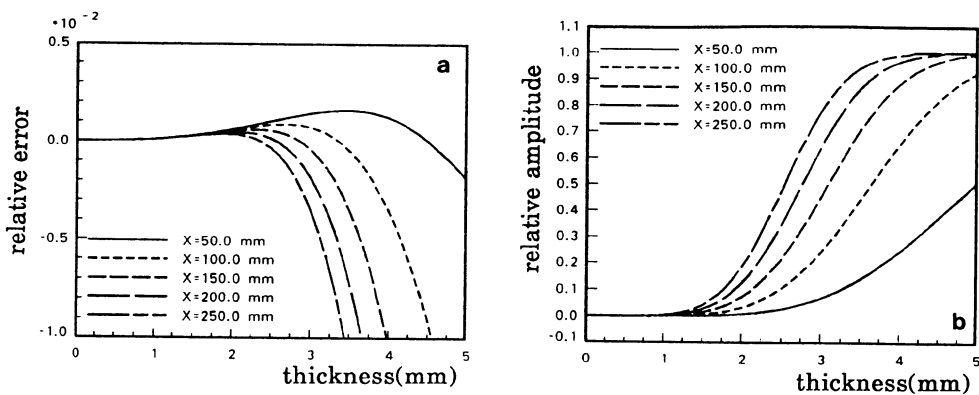 •10 -2
0.5
0.0
-0.5
-1.0
relative error
a
X=50.0 mm
X=100.0 mm
X=150.0 mm
X=200.0 mm
X=250.0 mm
0 1 2 3 4 5
thickness(mm)
1.1
1.0
0.9
0.8
0.7
0.6
0.5
0.4
0.3
0.2
0.1
0.0
-0.1
relative amplitude
X=50.0 mm
X=100.0 mm
X=150.0 mm
X=200.0 mm
X=250.0 mm
b
0 1 2 3 4 5
thickness(mm)